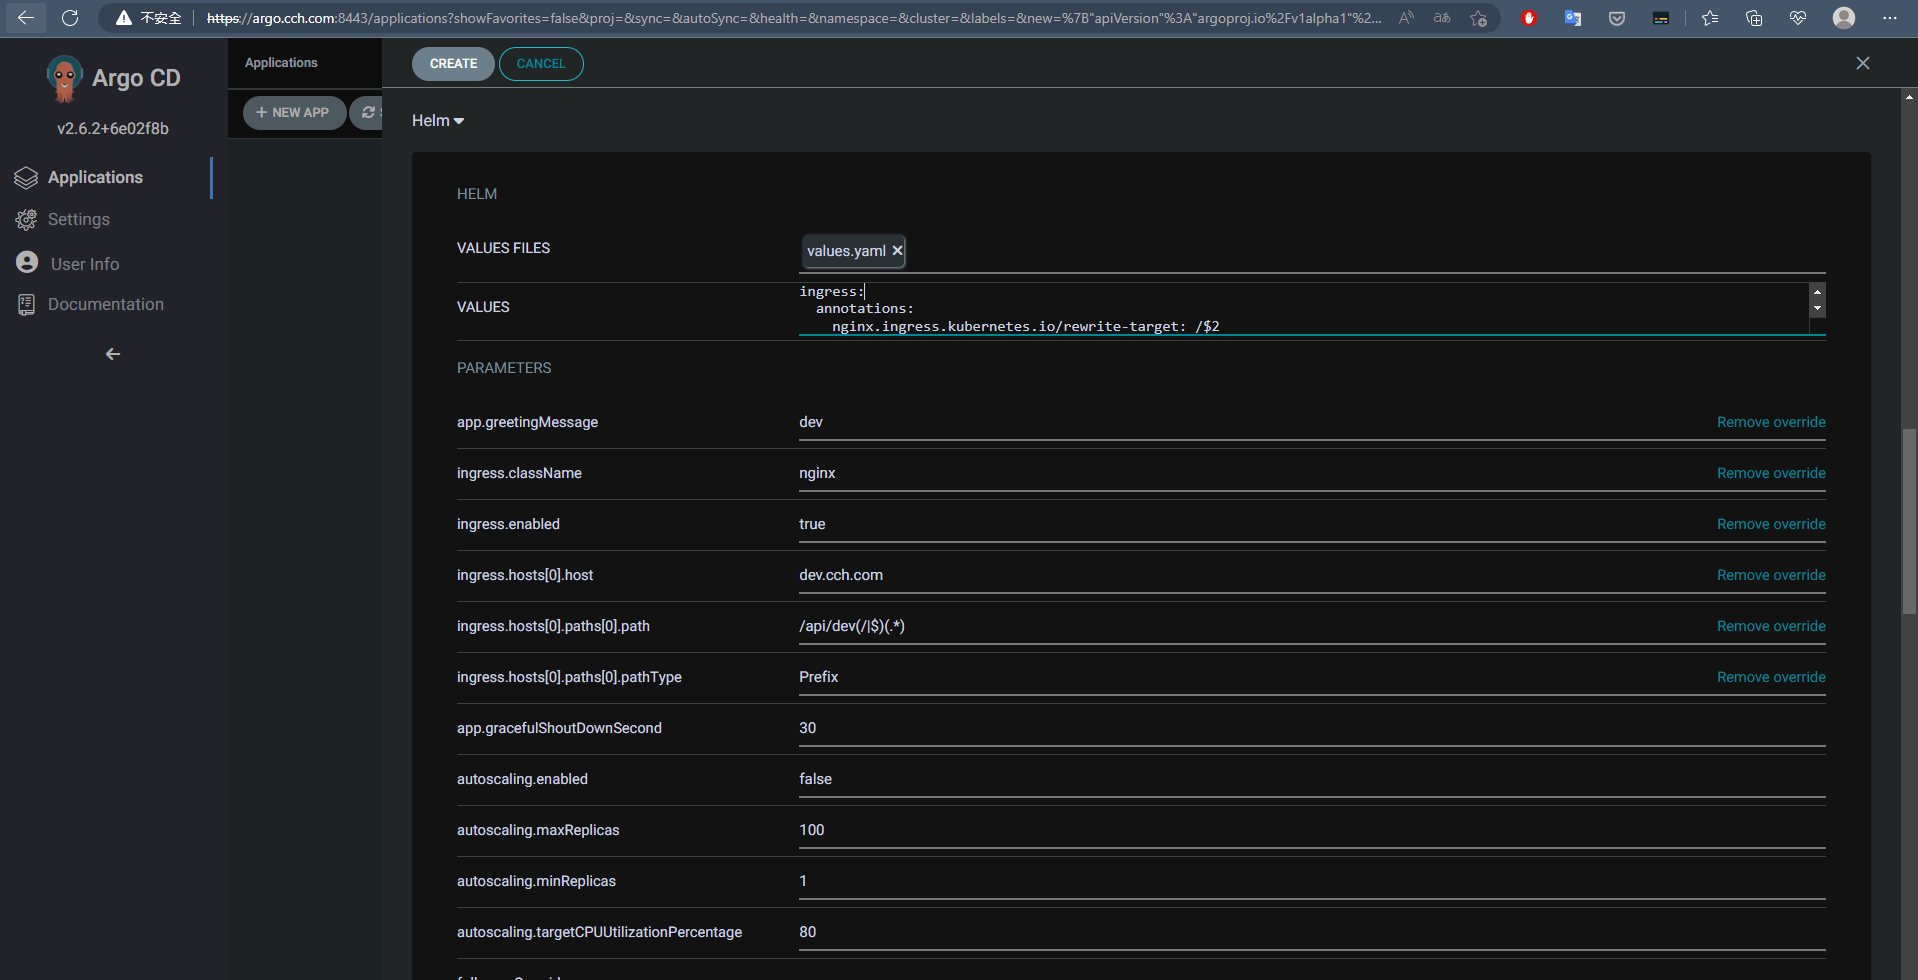 不安全
https://argo.cch.com:8443/applications?showFavorites=false&proj=&sync=&autoSync=&health=&namespace=&cluster=&labels=&new=%7B"apiVersion"%3A"argoproj.io%2Fv1alpha1"%2...
Argo CD
v2.6.2+6e02f8b
Applications
Settings
User Info
Documentation
Applications
+ NEW APP
CREATE
CANCEL
Helm
HELM
VALUES FILES
values.yaml
VALUES
ingress:
  annotations:
    nginx.ingress.kubernetes.io/rewrite-target: /$2
PARAMETERS
app.greetingMessage dev Remove override
ingress.className nginx Remove override
ingress.enabled true Remove override
ingress.hosts[0].host dev.cch.com Remove override
ingress.hosts[0].paths[0].path /api/dev(/|$)(.*) Remove override
ingress.hosts[0].paths[0].pathType Prefix Remove override
app.gracefulShoutDownSecond 30
autoscaling.enabled false
autoscaling.maxReplicas 100
autoscaling.minReplicas 1
autoscaling.targetCPUUtilizationPercentage 80